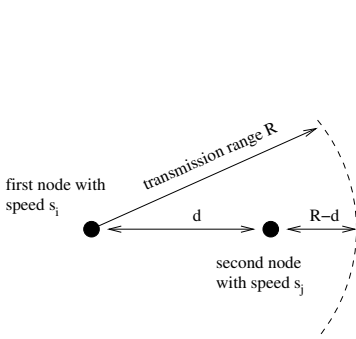 transmission range R
first node with
speed s_i
d
R−d
second node
with speed s_j